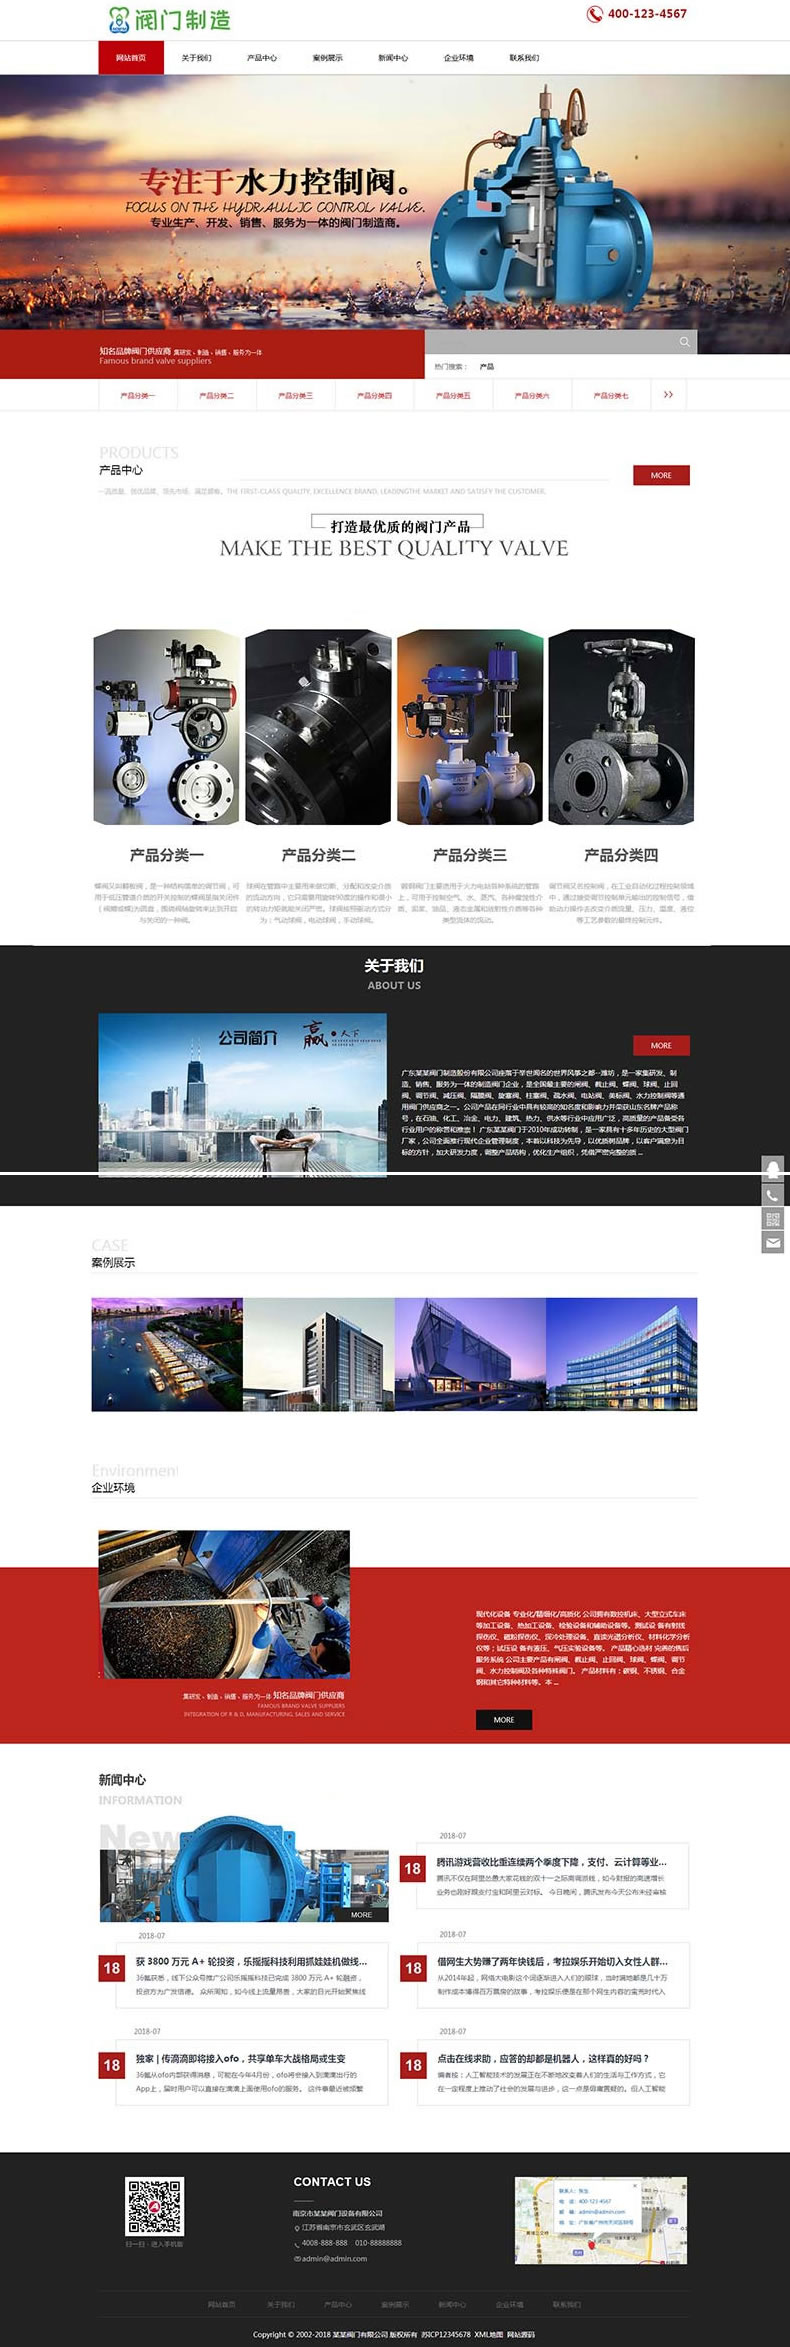 阀门制造
400-123-4567
网站首页 关于我们 产品中心 案例展示 新闻中心 企业环境 联系我们
专注于水力控制阀。
FOCUS ON THE HYDRAULIC CONTROL VALVE.
专业生产、开发、销售、服务为一体的阀门制造商。
知名品牌阀门供应商 集研发、制造、销售、服务为一体
Famous brand valve suppliers
热门搜索： 产品
产品分类一 产品分类二 产品分类三 产品分类四 产品分类五 产品分类六 产品分类七 >>
PRODUCTS
产品中心
MORE
THE FIRST-CLASS QUALITY, EXCELLENCE BRAND, LEADINGTHE MARKET AND SATISFY THE CUSTOMER.
打造最优质的阀门产品
MAKE THE BEST QUALITY VALVE
产品分类一 产品分类二 产品分类三 产品分类四
关于我们
ABOUT US
公司简介 赢·天下
MORE
广东某某阀门制造股份有限公司座落于举世闻名的世界风筝之都--潍坊，是一家集研发、制
造、销售、服务为一体的制造阀门企业，是全国最主要的闸阀、截止阀、蝶阀、球阀、止回
阀、调节阀、减压阀、隔膜阀、旋塞阀、柱塞阀、疏水阀、电站阀、美标阀、水力控制阀等通
用阀门供应商之一。公司产品在同行业中具有较高的知名度和影响力并荣获山东名牌产品称
号，在石油、化工、冶金、电力、建筑、热力、供水等行业中应用广泛，高质量的产品备受各
行业用户的称赞和推崇！ 广东某某阀门于2010年成功转制，是一家具有十多年历史的大型阀门
厂家，公司全面推行现代企业管理制度，本着以科技为先导，以优质树品牌，以客户满意为目
标的方针，加大研发力度，调整产品结构，优化生产组织，凭借严密完整的质 ...
CASE
案例展示
Environment
企业环境
现代化设备 专业化/精细化/高质化 公司拥有数控机床、大型立式车床
等加工设备、热加工设备、检验设备和辅助设备等。测试设 备有射线
探伤仪、磁粉探伤仪、深冷处理设备、直读光谱分析仪、材料化学分析
仪等；试压设 备有液压、气压实验设备等。 产品精心选材 完满的售后
服务系统 公司主要产品有闸阀、截止阀、止回阀、球阀、蝶阀、调节
阀、水力控制阀及各种特殊阀门。 产品材料有：碳钢、不锈钢、合金
钢和其它特种材料等。本 ...
集研发、制造、销售、服务为一体 知名品牌阀门供应商
FAMOUS BRAND VALVE SUPPLIERS
INTEGRATION OF R & D, MANUFACTURING, SALES AND SERVICE
MORE
新闻中心
INFORMATION
News
MORE
2018-07
18
腾讯游戏营收比重连续两个季度下降，支付、云计算等业...
腾讯不仅在阿里怂恿大家花钱的双十一之际高调派钱，如今财报的高速增长
业务也刚好跟支付宝和阿里云对标。 今日晚间，腾讯发布今天公布未经审核
2018-07
18
获 3800 万元 A+ 轮投资，乐摇摇科技利用抓娃娃机做线...
36氪获悉，线下公众号推广公司乐摇摇科技已完成 3800 万元 A+ 轮融资，
投资方为广发信德。 众所周知，如今线上流量昂贵，大家的目光开始聚焦线
2018-07
18
借网生大势赚了两年快钱后，考拉娱乐开始切入女性人群...
从2014年起，网络大电影这个词逐渐进入人们的眼球，当时满地都是几十万
制作成本博得百万票房的故事，考拉娱乐便是在那个网生内容的蛮荒时代入
2018-07
18
独家 | 传滴滴即将接入ofo，共享单车大战格局或生变
36氪从ofo内部获得消息，可能在今年4月份，ofo将会接入到滴滴出行的
App上，届时用户可以直接在滴滴上面使用ofo的服务。 这件事最近被频繁
2018-07
18
点击在线求助，应答的却都是机器人，这样真的好吗？
编者按：人工智能技术的发展正在不断地改变着人们的生活与工作方式，它
在一定程度上推动了社会的发展与进步，这一点是毋庸置疑的。但人工智能
扫一扫，进入手机版
CONTACT US
南京市某某阀门设备有限公司
江苏省南京市玄武区玄武湖
4008-888-888 010-88888888
admin@admin.com
电 话：400-123-4567
邮 箱：admin@admin.com
网站首页 关于我们 产品中心 案例展示 新闻中心 企业环境 联系我们
Copyright © 2002-2018 某某阀门有限公司 版权所有 苏ICP12345678 XML地图 网站源码